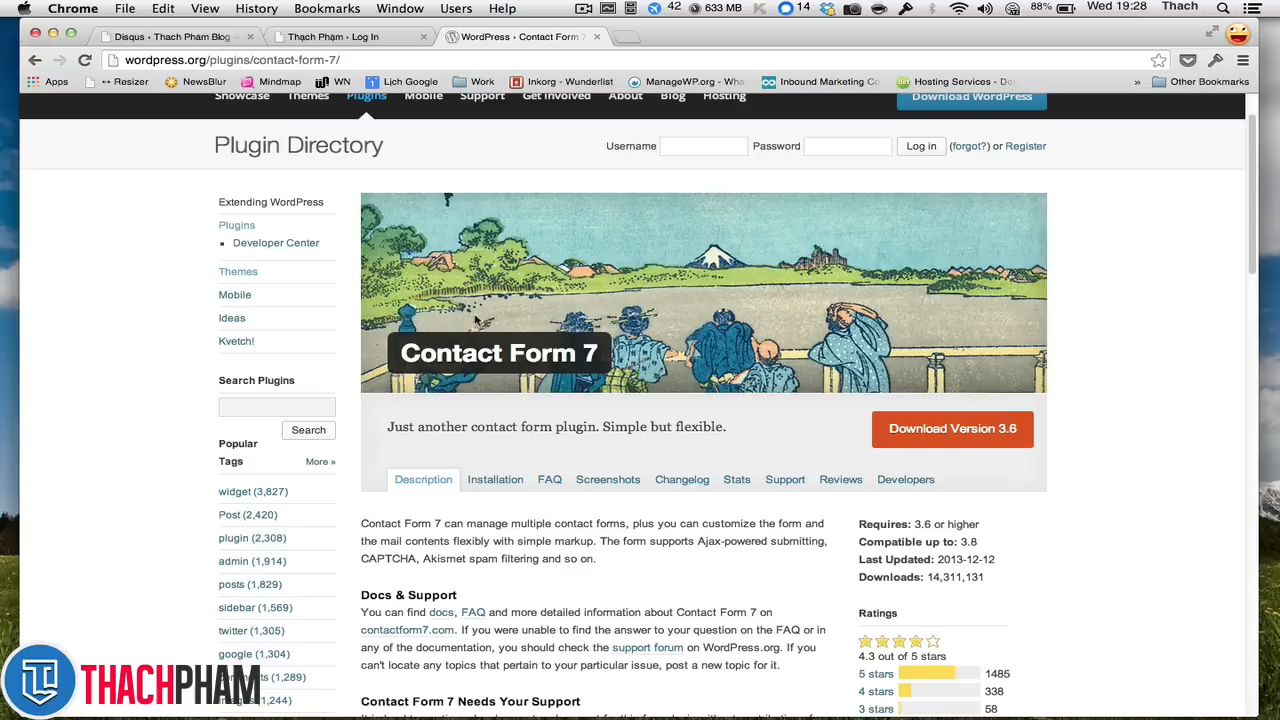 Chrome File Edit View History Bookmarks Window Users Help 42 633 MB 14 88% Wed 19:28 Thach
Disqus · Thach Pham Blog
Thạch Phạm · Log In
WordPress › Contact Form 7
wordpress.org/plugins/contact-form-7/
Apps ↔ Resizer NewsBlur Mindmap WN Lịch Google Work Inkorg - Wunderlist ManageWP.org - Wha Inbound Marketing Co Hosting Services - Do » Other Bookmarks
Showcase Themes Plugins Mobile Support Get Involved About Blog Hosting Download WordPress
Plugin Directory
Username Password Log in (forgot?) or Register
Extending WordPress
Plugins
Developer Center
Themes
Mobile
Ideas
Kvetch!
Search Plugins
Search
Popular
Tags More »
widget (3,827)
Post (2,420)
plugin (2,308)
admin (1,914)
posts (1,829)
sidebar (1,569)
twitter (1,305)
google (1,304)
(1,289)
(1,244)
Contact Form 7
Just another contact form plugin. Simple but flexible.
Download Version 3.6
Description Installation FAQ Screenshots Changelog Stats Support Reviews Developers
Contact Form 7 can manage multiple contact forms, plus you can customize the form and
the mail contents flexibly with simple markup. The form supports Ajax-powered submitting,
CAPTCHA, Akismet spam filtering and so on.
Docs & Support
You can find docs, FAQ and more detailed information about Contact Form 7 on
contactform7.com. If you were unable to find the answer to your question on the FAQ or in
any of the documentation, you should check the support forum on WordPress.org. If you
can't locate any topics that pertain to your particular issue, post a new topic for it.
Contact Form 7 Needs Your Support
Requires: 3.6 or higher
Compatible up to: 3.8
Last Updated: 2013-12-12
Downloads: 14,311,131
Ratings
4.3 out of 5 stars
5 stars 1485
4 stars 338
3 stars 58
THACHPHAM